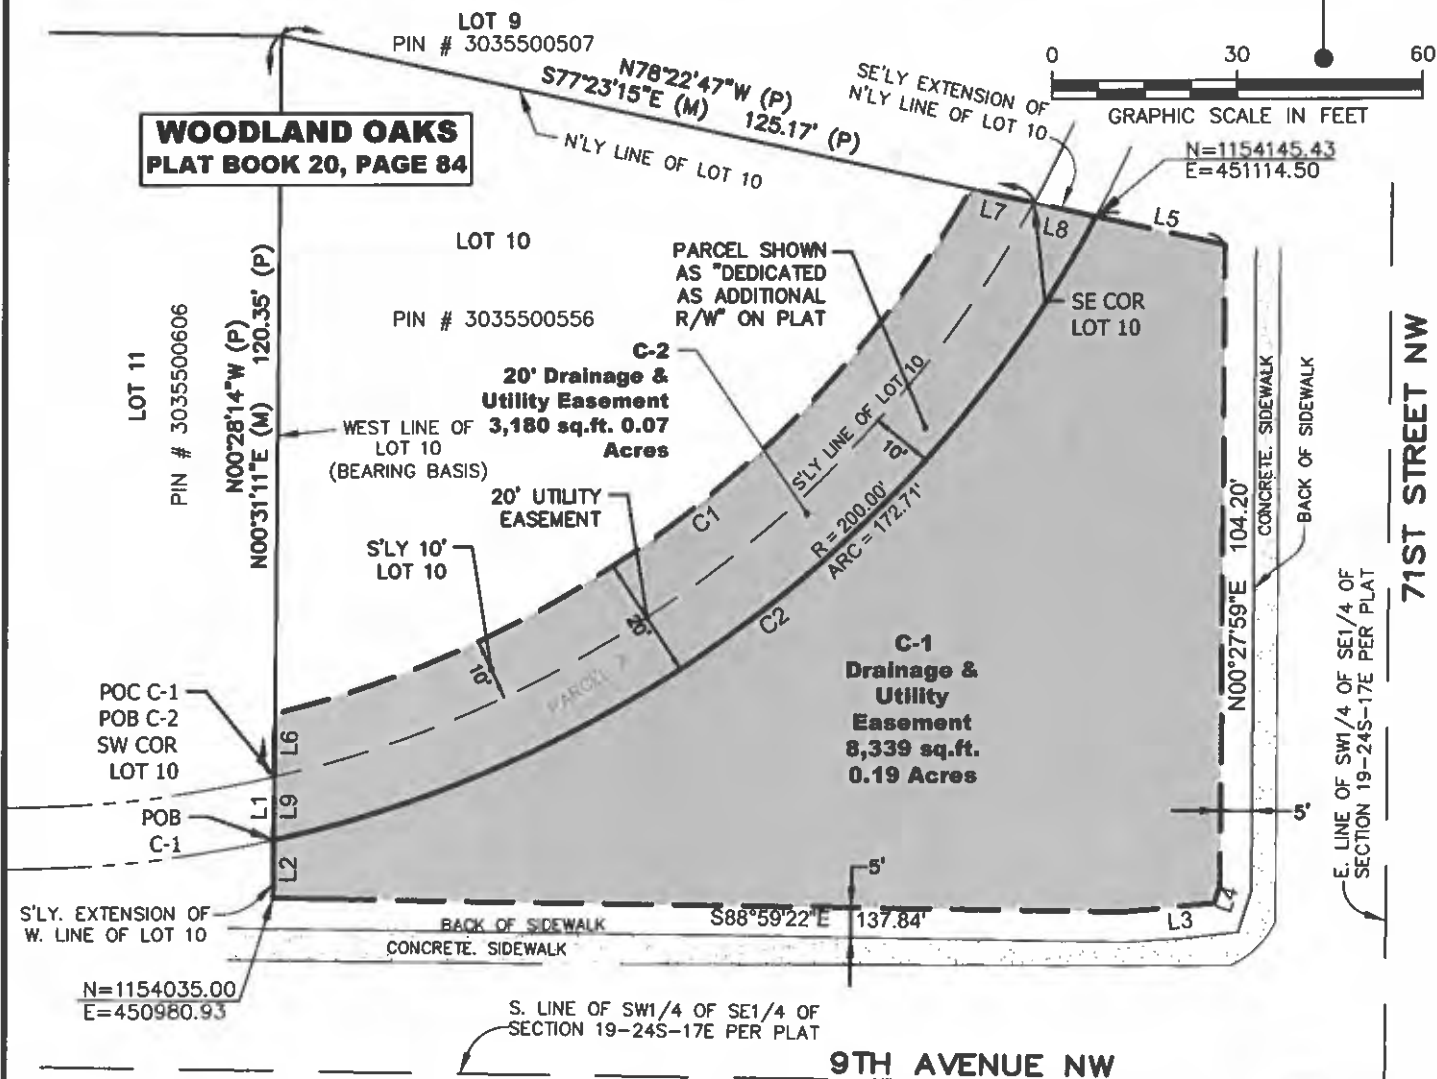 LOT 9
PIN # 3035500507
N78°22'47"W (P)
S77°23'15"E (M) 125.17' (P)
SE'LY EXTENSION OF
N'LY LINE OF LOT 10
0 30 60
GRAPHIC SCALE IN FEET
N=1154145.43
E=451114.50
WOODLAND OAKS
PLAT BOOK 20, PAGE 84
N'LY LINE OF LOT 10
L7
L8
L5
LOT 10
PIN # 3035500556
PARCEL SHOWN
AS "DEDICATED
AS ADDITIONAL
R/W" ON PLAT
SE COR
LOT 10
LOT 11
PIN # 3035500606
N00°28'14"W (P)
N00°31'11"E (M) 120.35' (P)
C-2
20' Drainage &
Utility Easement
3,180 sq.ft. 0.07
Acres
WEST LINE OF
LOT 10
(BEARING BASIS)
20' UTILITY
EASEMENT
S'LY 10'
LOT 10
S'LY LINE OF LOT 10
10'
C1
R = 200.00'
ARC = 172.71'
C2
20'
10'
PARCEL
C-1
Drainage &
Utility
Easement
8,339 sq.ft.
0.19 Acres
N00°27'59"E 104.20'
CONCRETE. SIDEWALK
BACK OF SIDEWALK
E. LINE OF SW1/4 OF SE1/4 OF
SECTION 19-24S-17E PER PLAT
71ST STREET NW
POC C-1
POB C-2
SW COR
LOT 10
L6
L1
L9
POB
C-1
L2
5'
5'
L4
L3
S'LY. EXTENSION OF
W. LINE OF LOT 10
BACK OF SIDEWALK
S88°59'22"E 137.84'
CONCRETE. SIDEWALK
N=1154035.00
E=450980.93
S. LINE OF SW1/4 OF SE1/4 OF
SECTION 19-24S-17E PER PLAT
9TH AVENUE NW